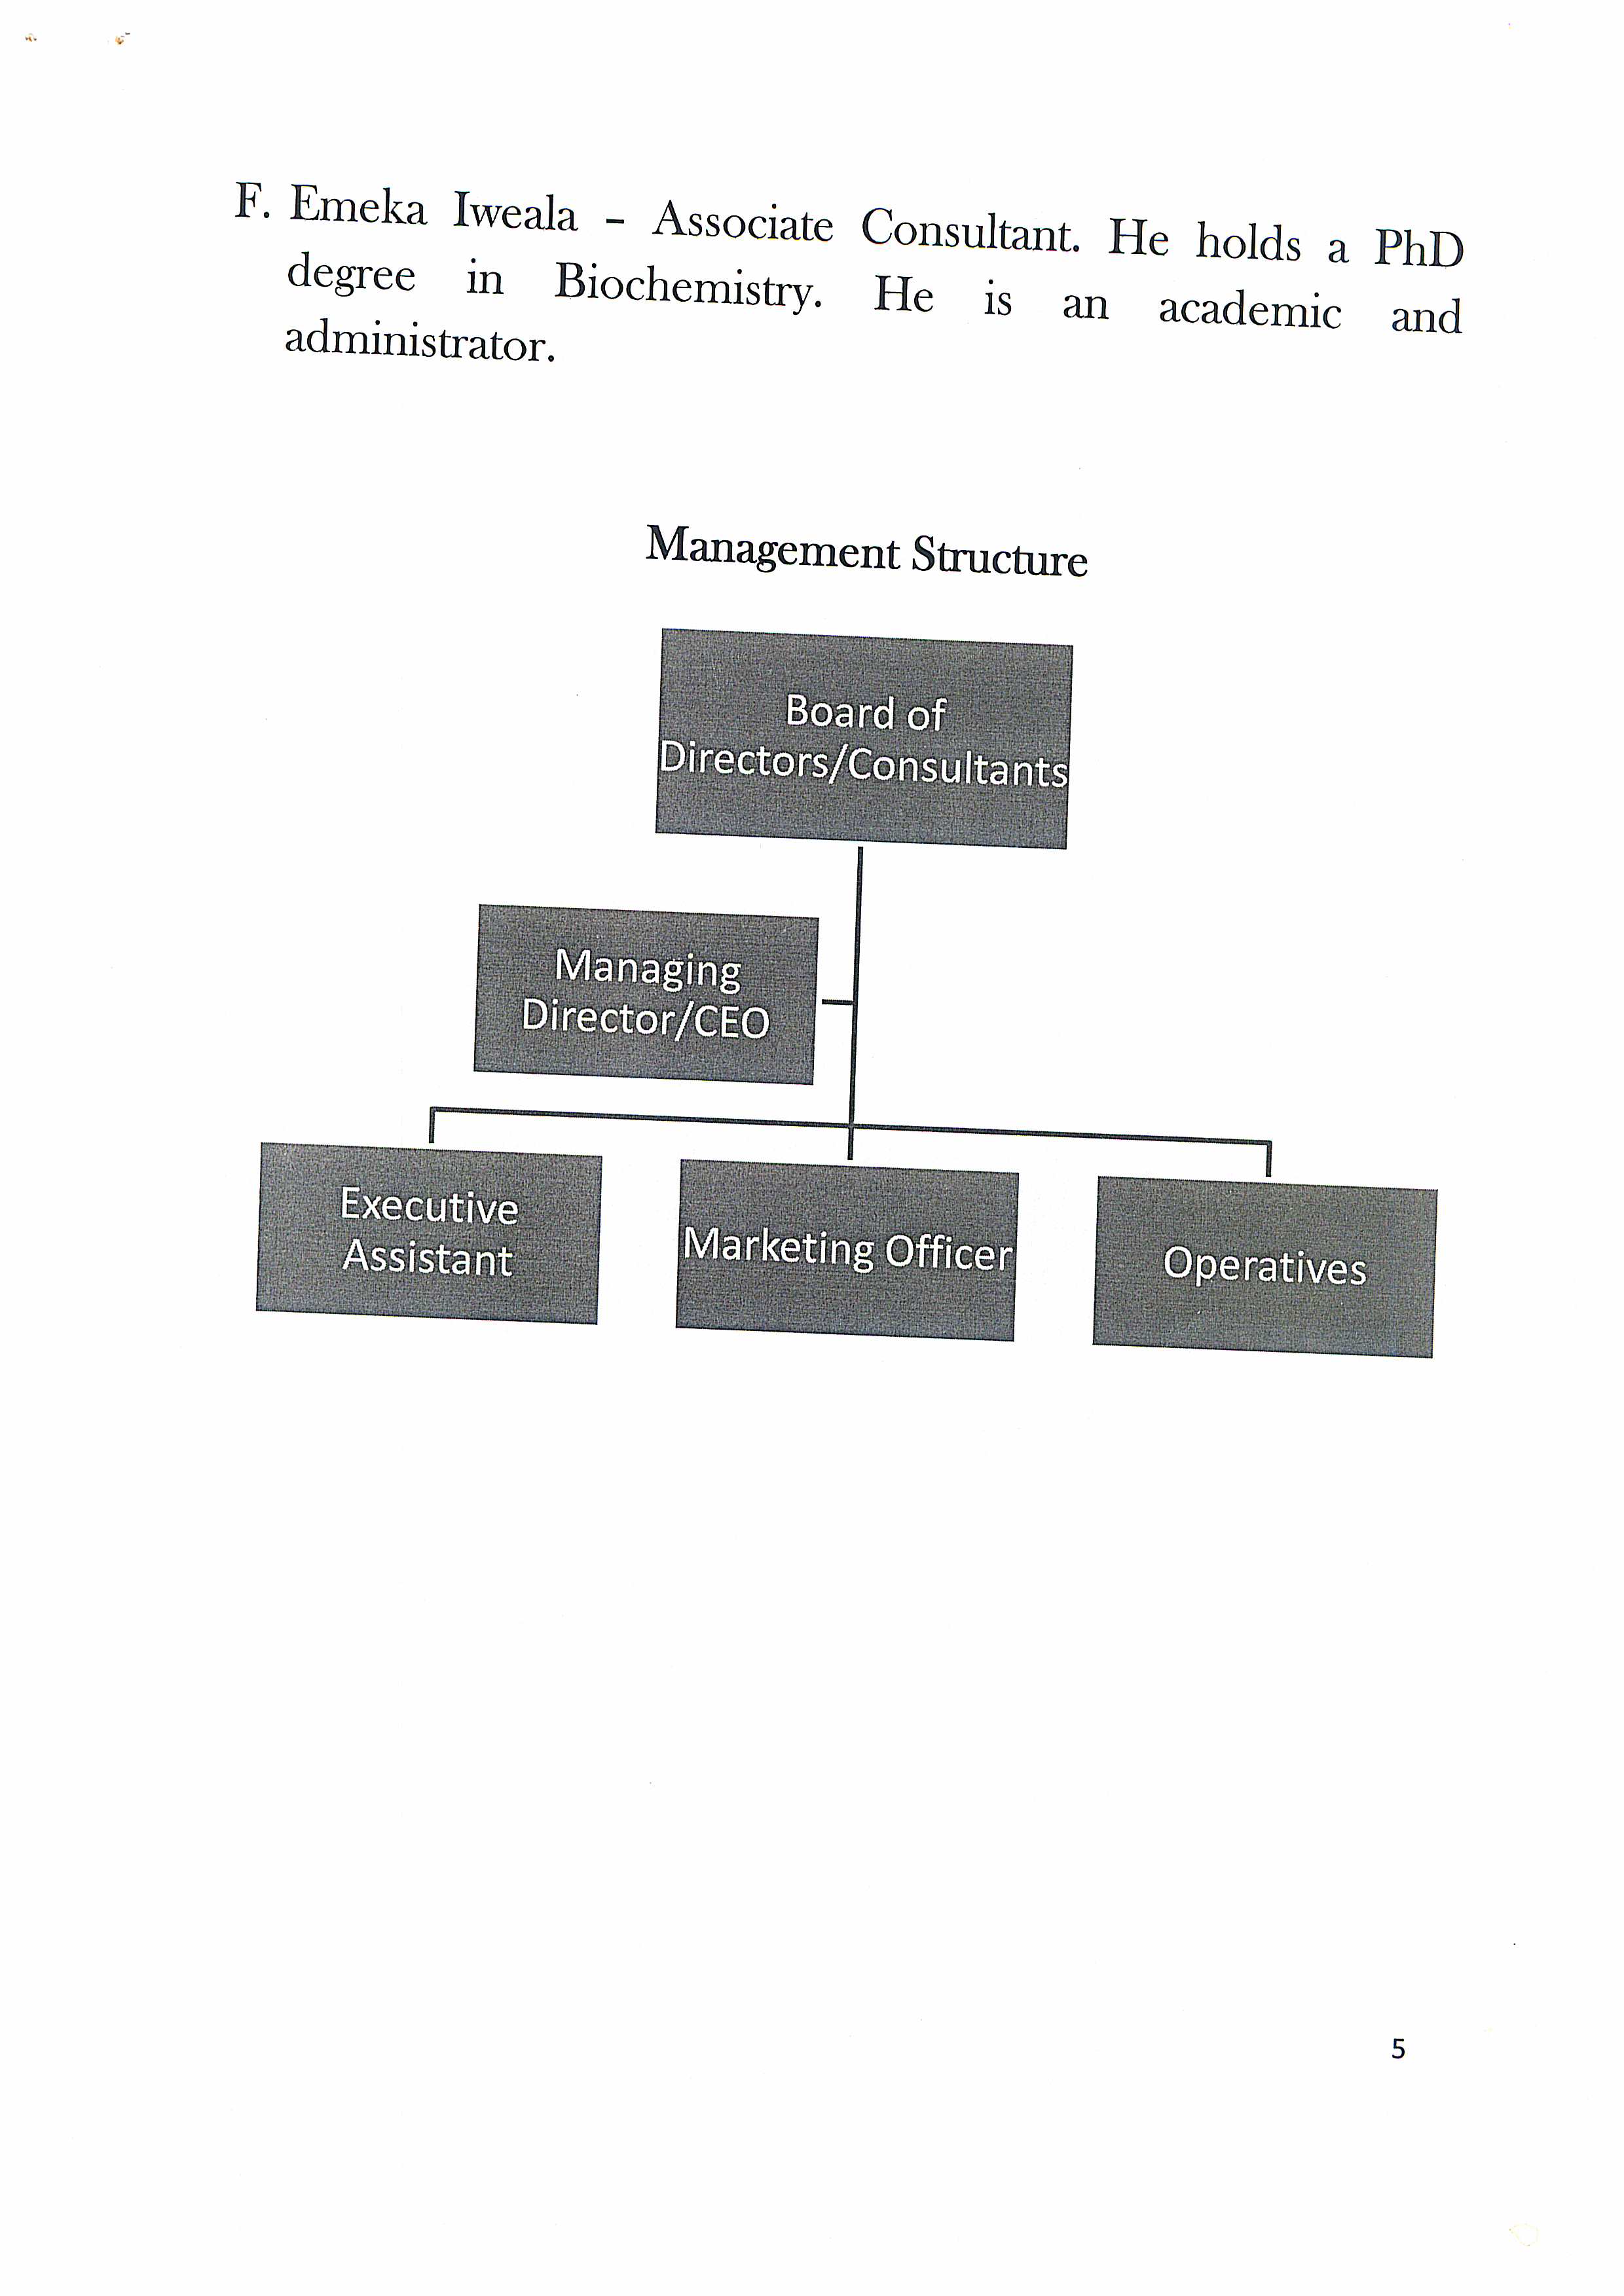 F. Emeka Iweala – Associate Consultant. He holds a PhD
degree in Biochemistry. He is an academic and
administrator.
Management Structure
Board of
Directors/Consultants
Managing
Director/CEO
Executive
Assistant
Marketing Officer
Operatives
5